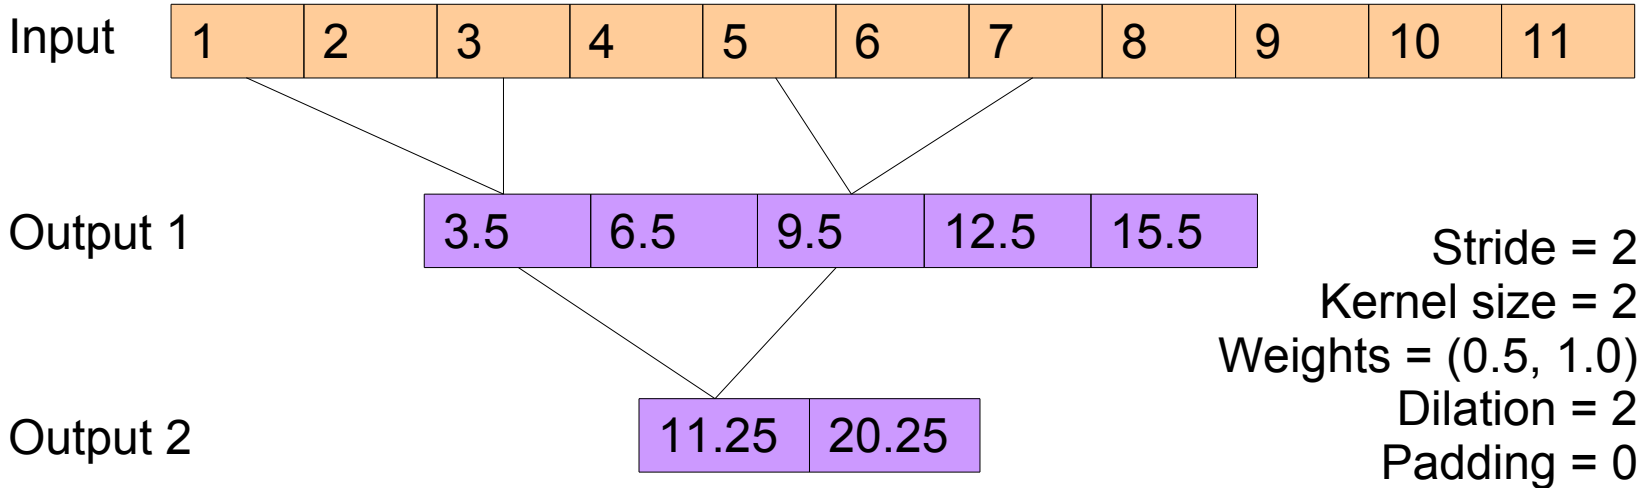 Input 1 2 3 4 5 6 7 8 9 10 11
Output 1 3.5 6.5 9.5 12.5 15.5
Stride = 2
Kernel size = 2
Weights = (0.5, 1.0)
Dilation = 2
Padding = 0
Output 2 11.25 20.25